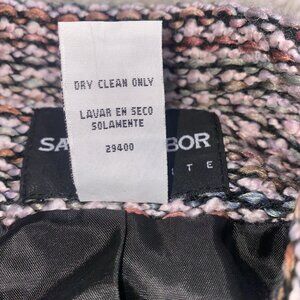 DRY CLEAN ONLY
LAVAR EN SECO
SOLAMENTE
29400